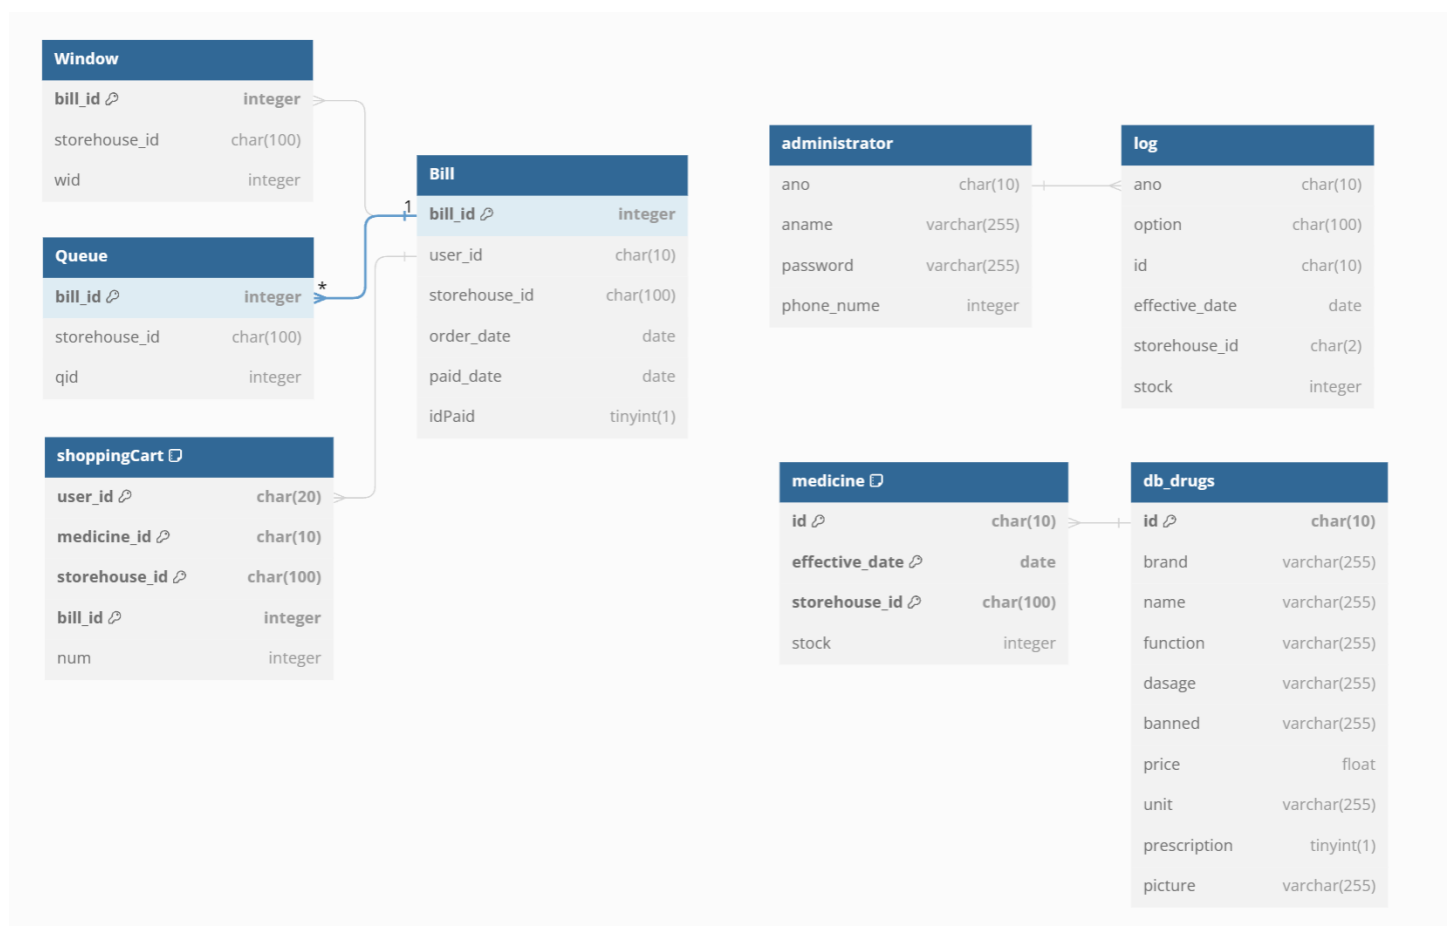 Window
bill_id integer
storehouse_id char(100)
wid integer
Queue
bill_id integer
storehouse_id char(100)
qid integer
shoppingCart
user_id char(20)
medicine_id char(10)
storehouse_id char(100)
bill_id integer
num integer
1
*
Bill
bill_id integer
user_id char(10)
storehouse_id char(100)
order_date date
paid_date date
idPaid tinyint(1)
administrator
ano char(10)
aname varchar(255)
password varchar(255)
phone_nume integer
log
ano char(10)
option char(100)
id char(10)
effective_date date
storehouse_id char(2)
stock integer
medicine
id char(10)
effective_date date
storehouse_id char(100)
stock integer
db_drugs
id char(10)
brand varchar(255)
name varchar(255)
function varchar(255)
dasage varchar(255)
banned varchar(255)
price float
unit varchar(255)
prescription tinyint(1)
picture varchar(255)